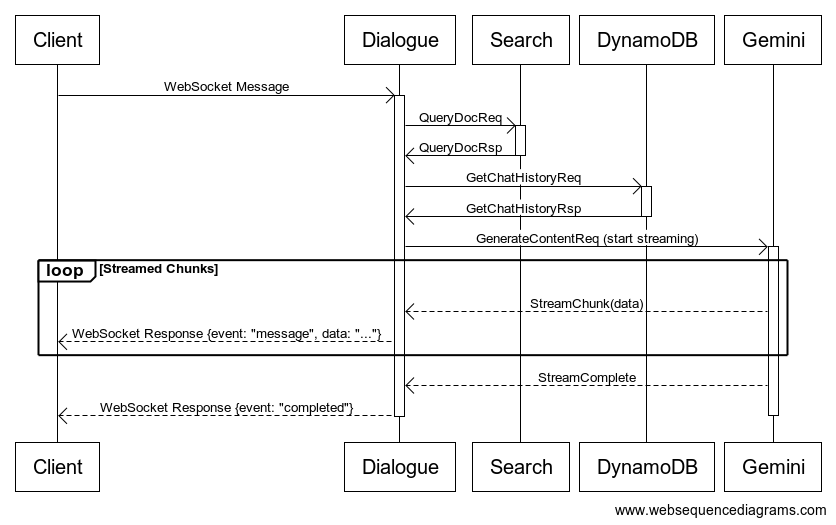 Client Dialogue Search DynamoDB Gemini
WebSocket Message
QueryDocReq
QueryDocRsp
GetChatHistoryReq
GetChatHistoryRsp
GenerateContentReq (start streaming)
loop [Streamed Chunks]
StreamChunk(data)
WebSocket Response {event: "message", data: "..."}
StreamComplete
WebSocket Response {event: "completed"}
Client Dialogue Search DynamoDB Gemini
www.websequencediagrams.com